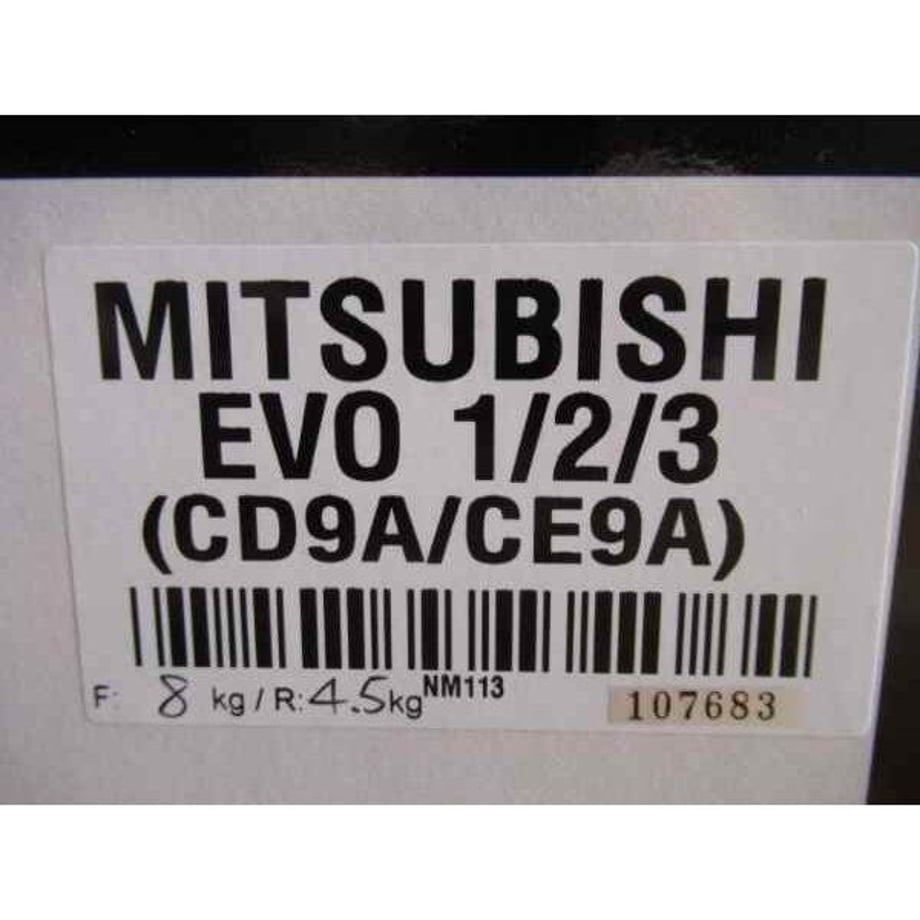 MITSUBISHI
EVO 1/2/3
(CD9A/CE9A)
F: 8 kg / R: 4.5kg NM113 107683